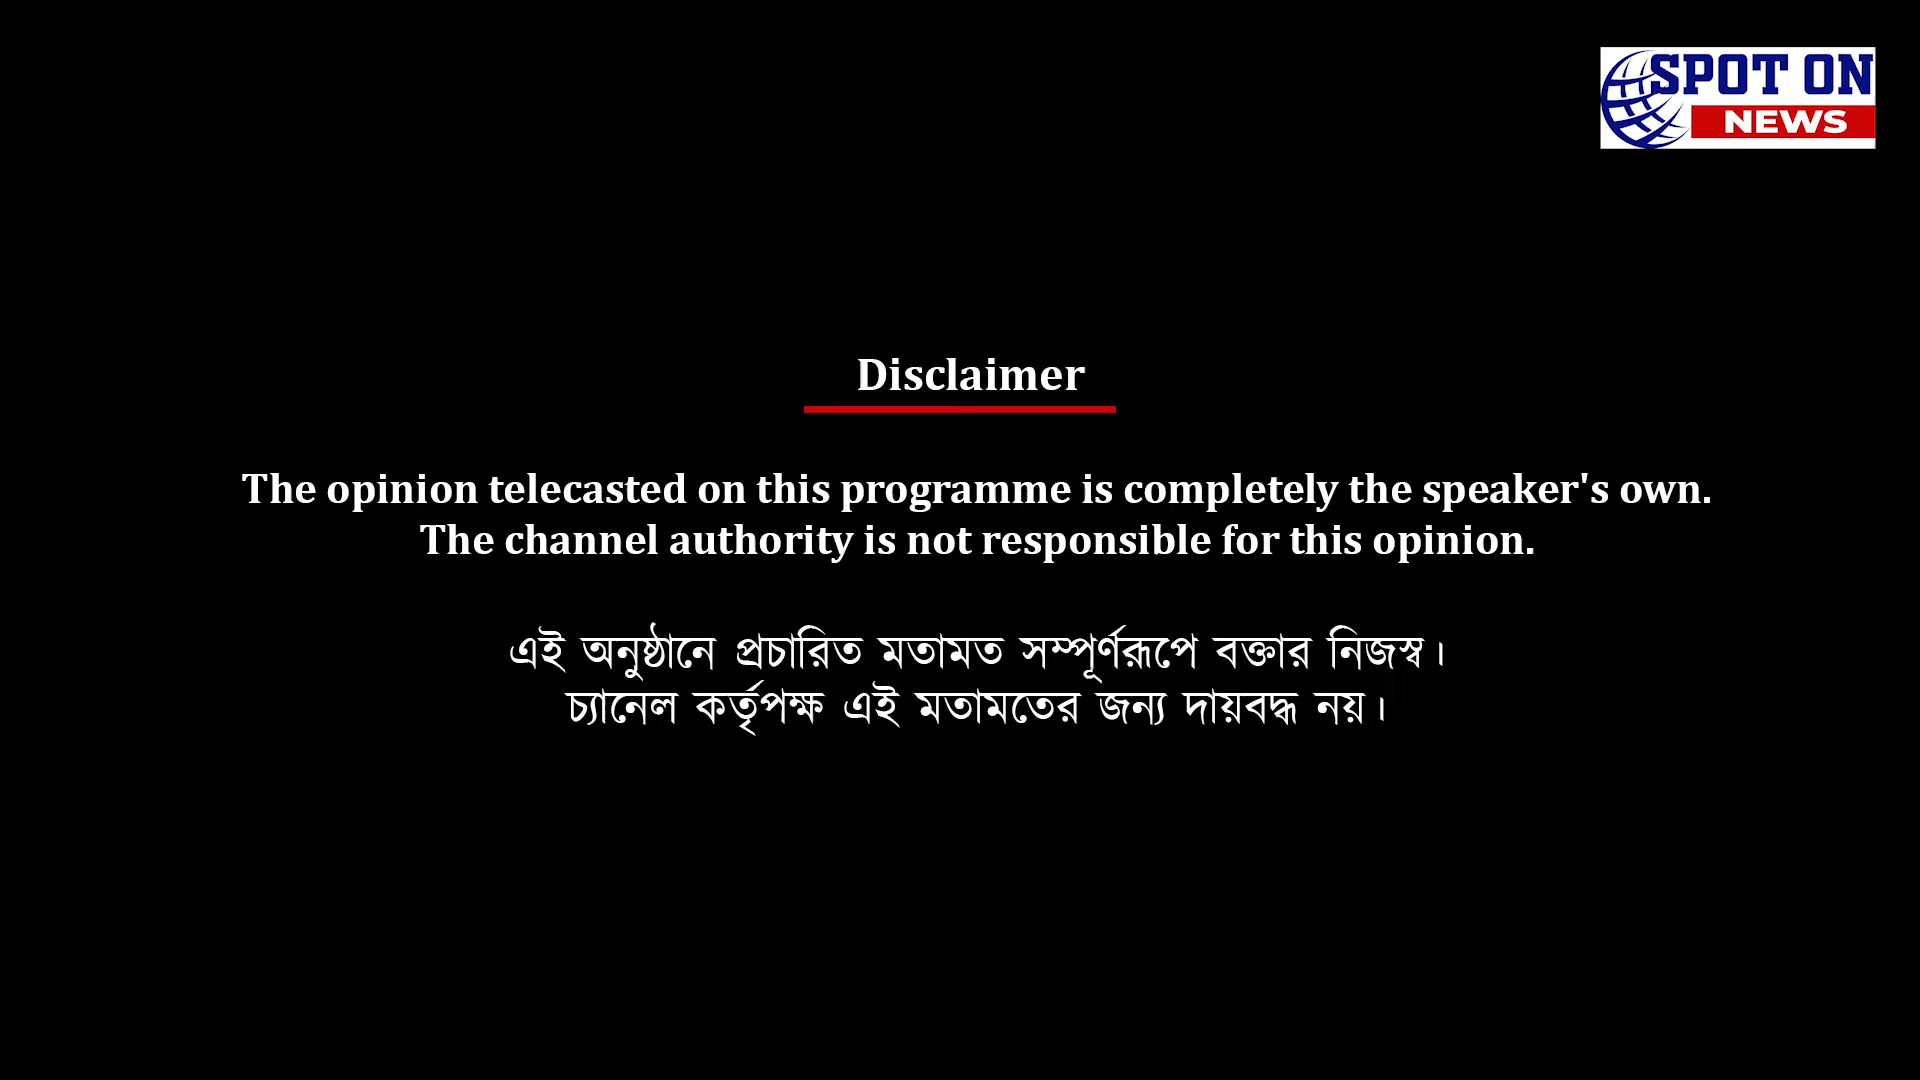 SPOT ON
NEWS
Disclaimer
The opinion telecasted on this programme is completely the speaker's own.
The channel authority is not responsible for this opinion.
এই অনুষ্ঠানে প্রচারিত মতামত সম্পূর্ণরূপে বক্তার নিজস্ব।
চ্যানেল কর্তৃপক্ষ এই মতামতের জন্য দায়বদ্ধ নয়।